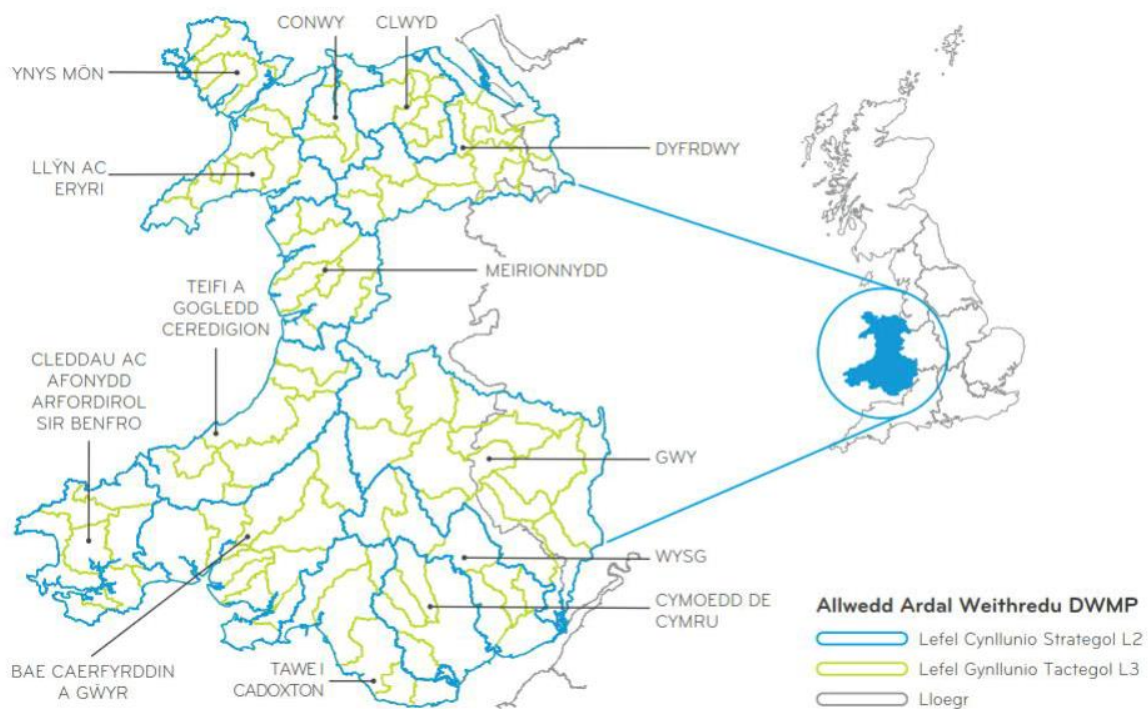 CONWY
CLWYD
YNYS MÔN
DYFRDWY
LLŶN AC
ERYRI
MEIRIONNYDD
TEIFI A
GOGLEDD
CEREDIGION
CLEDDAU AC
AFONYDD
ARFORDIROL
SIR BENFRO
GWY
WYSG
CYMOEDD DE
CYMRU
BAE CAERFYRDDIN
A GŴYR
TAWE I
CADOXTON
Allwedd Ardal Weithredu DWMP
Lefel Cynllunio Strategol L2
Lefel Gynllunio Tactegol L3
Lloegr